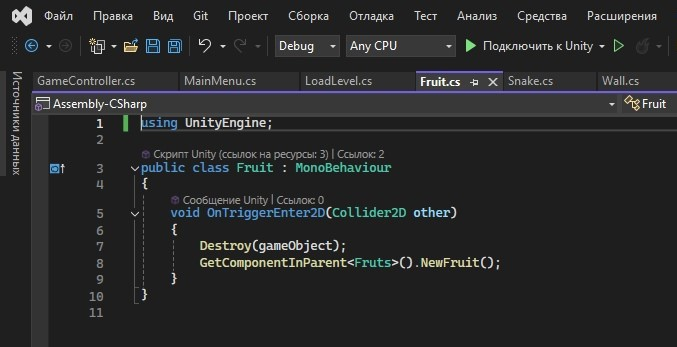 Файл Правка Вид Git Проект Сборка Отладка Тест Анализ Средства Расширения
Debug Any CPU Подключить к Unity
GameController.cs MainMenu.cs LoadLevel.cs Fruit.cs Snake.cs Wall.cs
Источники данных
Assembly-CSharp Fruit
1 using UnityEngine;
2
Скрипт Unity (ссылок на ресурсы: 3) | Ссылок: 2
3 public class Fruit : MonoBehaviour
4 {
Сообщение Unity | Ссылок: 0
5 void OnTriggerEnter2D(Collider2D other)
6 {
7 Destroy(gameObject);
8 GetComponentInParent<Fruts>().NewFruit();
9 }
10 }
11